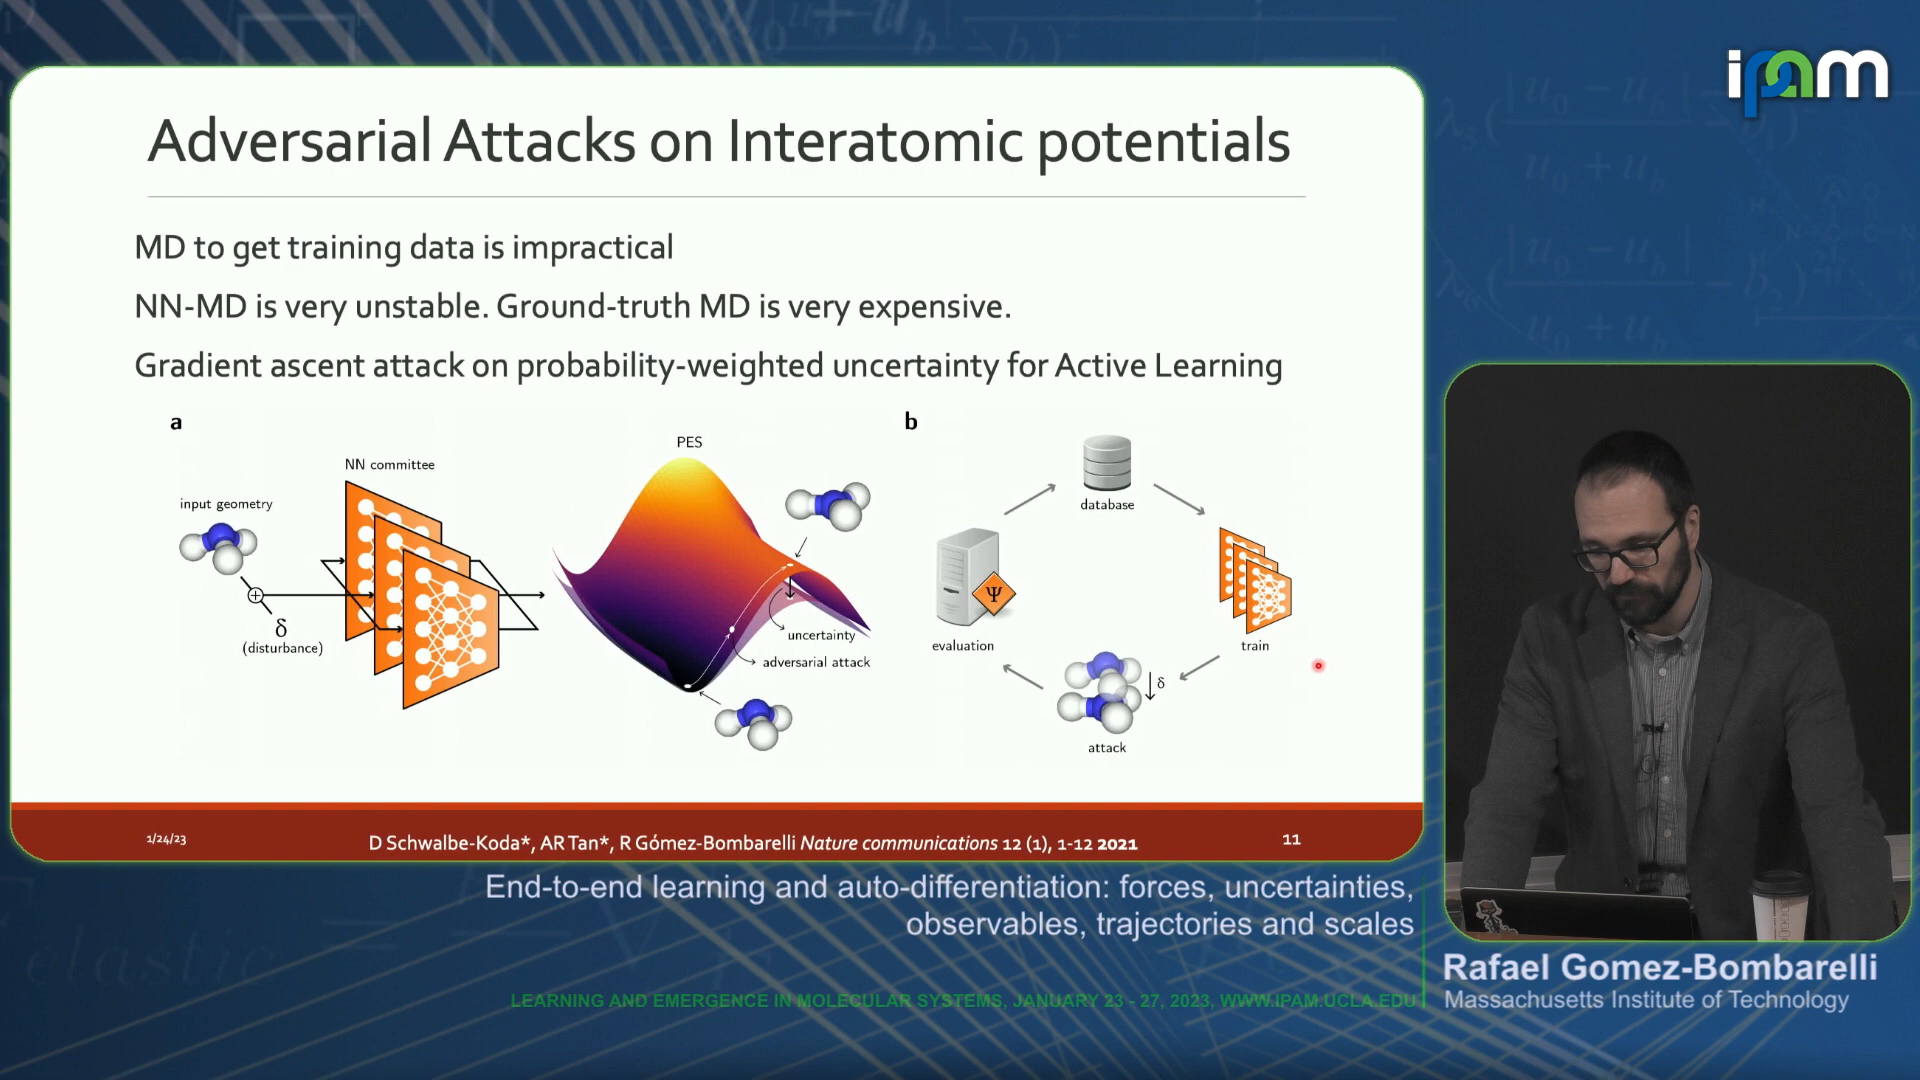 ipam
Adversarial Attacks on Interatomic potentials
MD to get training data is impractical
NN-MD is very unstable. Ground-truth MD is very expensive.
Gradient ascent attack on probability-weighted uncertainty for Active Learning
a
NN committee
input geometry
δ
(disturbance)
PES
uncertainty
adversarial attack
b
database
Ψ
evaluation
train
δ
attack
1/24/23
D Schwalbe-Koda*, AR Tan*, R Gómez-Bombarelli Nature communications 12 (1), 1-12 2021
11
End-to-end learning and auto-differentiation: forces, uncertainties,
observables, trajectories and scales
Rafael Gomez-Bombarelli
Massachusetts Institute of Technology
LEARNING AND EMERGENCE IN MOLECULAR SYSTEMS, JANUARY 23 - 27, 2023, WWW.IPAM.UCLA.EDU
elastic